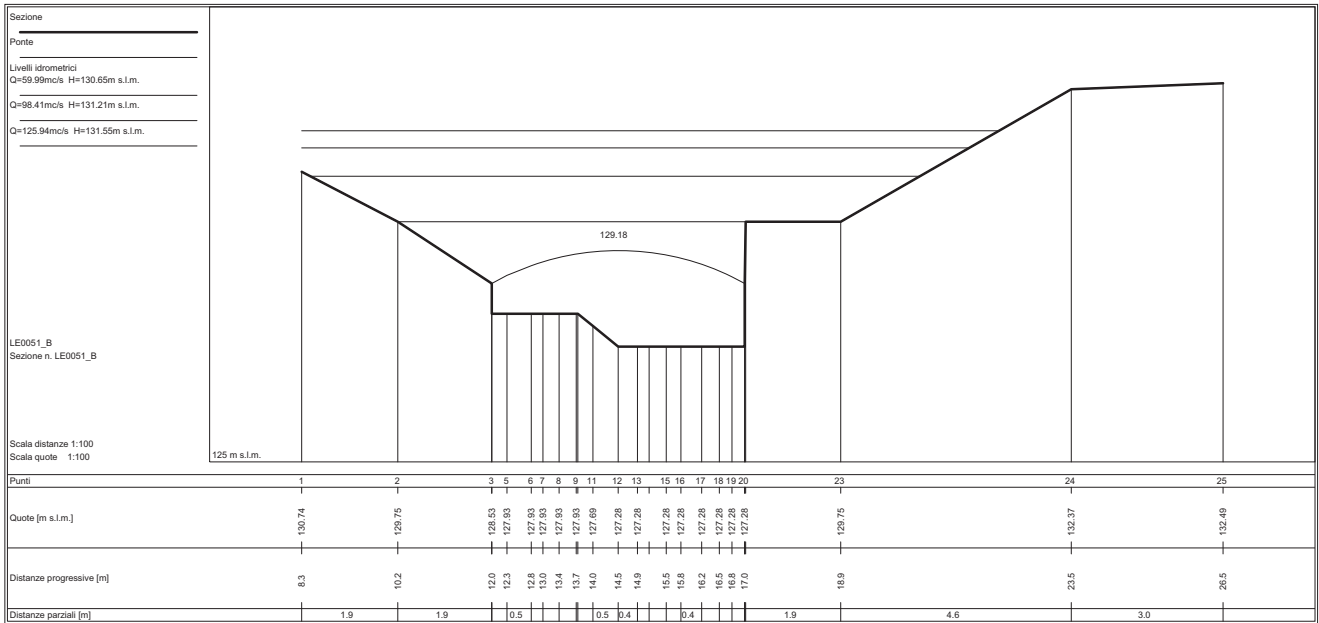 Sezione
Ponte
Livelli idrometrici
Q=59.99mc/s H=130.65m s.l.m.
Q=98.41mc/s H=131.21m s.l.m.
Q=125.94mc/s H=131.55m s.l.m.
129.18
LE0051_B
Sezione n. LE0051_B
Scala distanze 1:100
Scala quote 1:100
125 m s.l.m.
Punti 1 2 3 5 6 7 8 9 11 12 13 15 16 17 18 19 20 23 24 25
Quote [m s.l.m.] 130.74 129.75 128.53 127.93 127.93 127.93 127.93 127.93 127.69 127.28 127.28 127.28 127.28 127.28 127.28 127.28 127.28 129.75 132.37 132.49
Distanze progressive [m] 8.3 10.2 12.0 12.3 12.8 13.0 13.4 13.7 14.0 14.5 14.9 15.5 15.8 16.2 16.5 16.8 17.0 18.9 23.5 26.5
Distanze parziali [m] 1.9 1.9 0.5 0.5 0.4 0.4 1.9 4.6 3.0